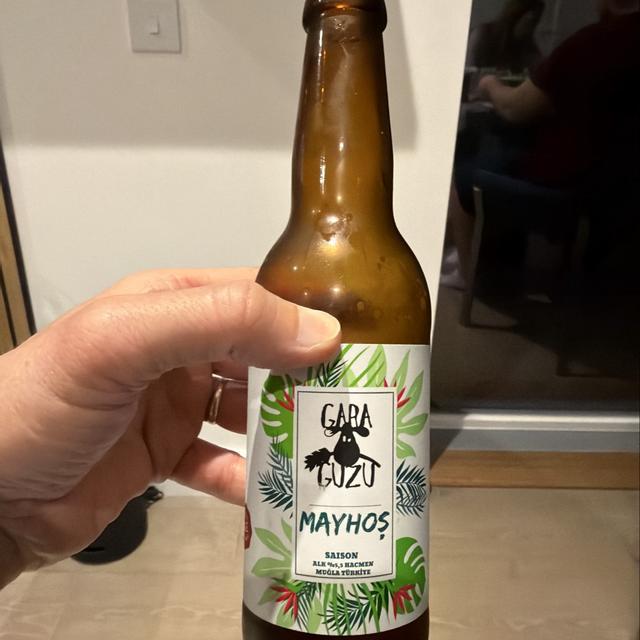 GARA
GUZU
MAYHOŞ
SAISON
ALK %5,5 HACMEN
MUĞLA TÜRKİYE